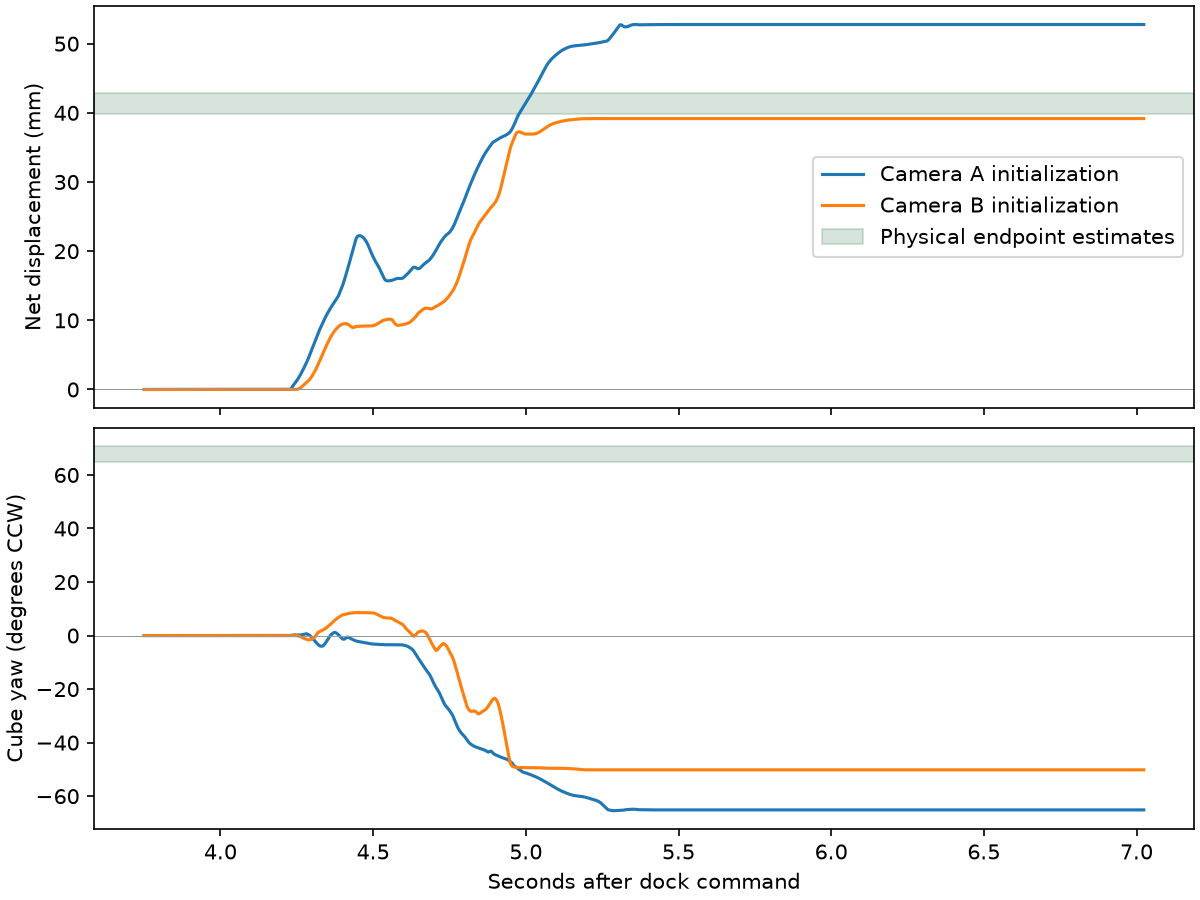 Net displacement (mm)
50
40
30
20
10
0
Camera A initialization
Camera B initialization
Physical endpoint estimates
Cube yaw (degrees CCW)
60
40
20
0
−20
−40
−60
4.0 4.5 5.0 5.5 6.0 6.5 7.0
Seconds after dock command